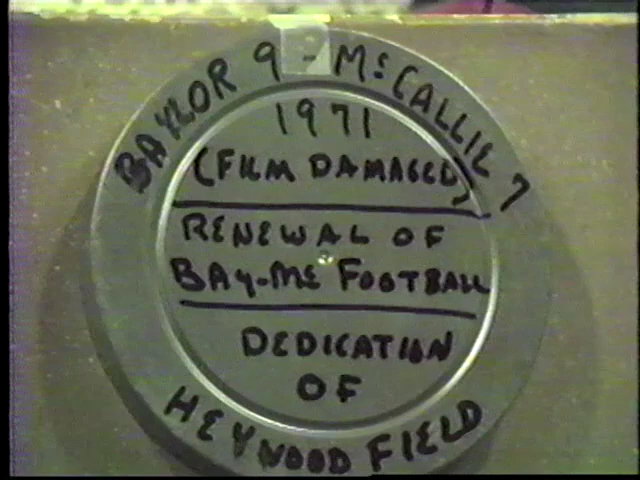 BAYLOR 9 - McCALLIE 7
1971
(FILM DAMAGED)
RENEWAL OF
BAY-Mc FOOTBALL
DEDICATION
OF
HEYWOOD FIELD